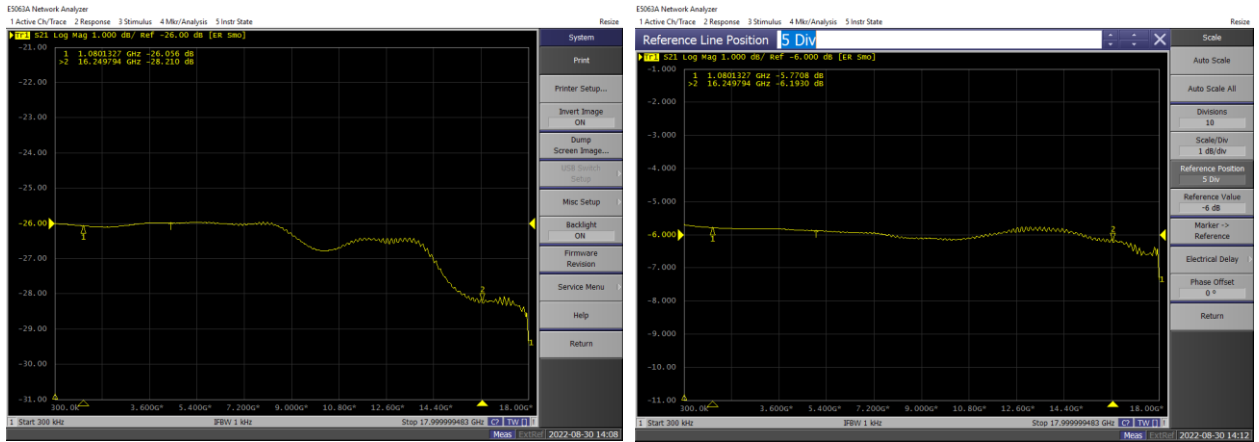 E5063A Network Analyzer
1 Active Ch/Trace 2 Response 3 Stimulus 4 Mkr/Analysis 5 Instr State
Resize
Tr1 S21 Log Mag 1.000 dB/ Ref -26.00 dB [ER Smo]
1 1.0801327 GHz -26.056 dB
>2 16.249794 GHz -28.210 dB
-21.00
-22.00
-23.00
-24.00
-25.00
-26.00
-27.00
-28.00
-29.00
-30.00
-31.00
1
2
1
300.0k
3.600G*
5.400G*
7.200G*
9.000G*
10.80G*
12.60G*
14.40G*
18.00G*
1 Start 300 kHz
IFBW 1 kHz
Stop 17.999999483 GHz
C? TW []
Meas ExtRef 2022-08-30 14:08
System
Print
Printer Setup...
Invert Image
ON
Dump
Screen Image...
USB Switch
Setup
Misc Setup
Backlight
ON
Firmware
Revision
Service Menu
Help
Return
E5063A Network Analyzer
1 Active Ch/Trace 2 Response 3 Stimulus 4 Mkr/Analysis 5 Instr State
Resize
Reference Line Position 5 Div
Tr1 S21 Log Mag 1.000 dB/ Ref -6.000 dB [ER Smo]
1 1.0801327 GHz -5.7708 dB
>2 16.249794 GHz -6.1930 dB
-1.000
-2.000
-3.000
-4.000
-5.000
-6.000
-7.000
-8.000
-9.000
-10.00
-11.00
1
2
1
300.0k
3.600G*
5.400G*
7.200G*
9.000G*
10.80G*
12.60G*
14.40G*
18.00G*
1 Start 300 kHz
IFBW 1 kHz
Stop 17.999999483 GHz
C? TW []
Meas ExtRef 2022-08-30 14:12
Scale
Auto Scale
Auto Scale All
Divisions
10
Scale/Div
1 dB/div
Reference Position
5 Div
Reference Value
-6 dB
Marker ->
Reference
Electrical Delay
Phase Offset
0 °
Return